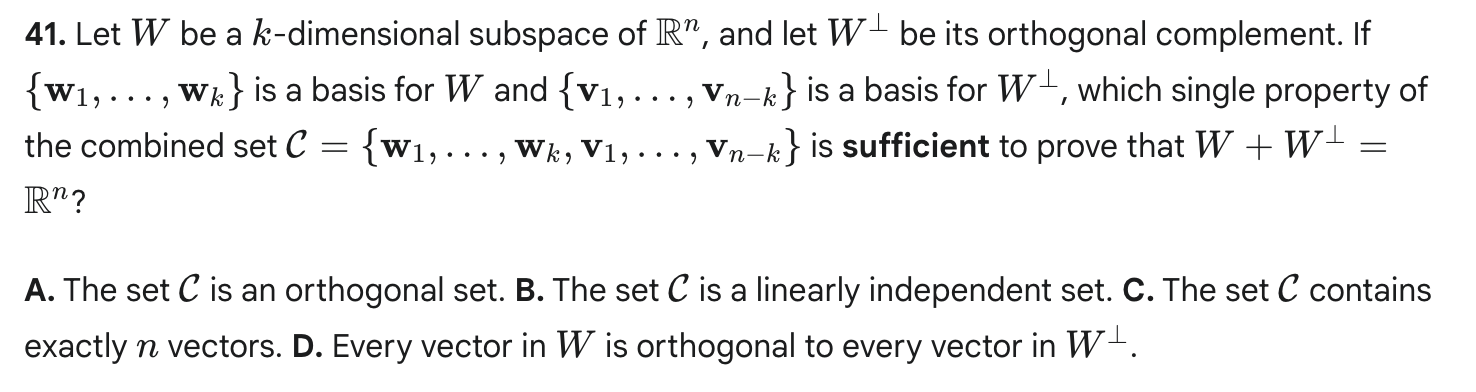 41. Let W be a k-dimensional subspace of ℝⁿ, and let W^⊥ be its orthogonal complement. If
{w₁, . . . , wₖ} is a basis for W and {v₁, . . . , vₙ₋ₖ} is a basis for W^⊥, which single property of
the combined set 𝒞 = {w₁, . . . , wₖ, v₁, . . . , vₙ₋ₖ} is sufficient to prove that W + W^⊥ =
ℝⁿ?
A. The set 𝒞 is an orthogonal set. B. The set 𝒞 is a linearly independent set. C. The set 𝒞 contains
exactly n vectors. D. Every vector in W is orthogonal to every vector in W^⊥.